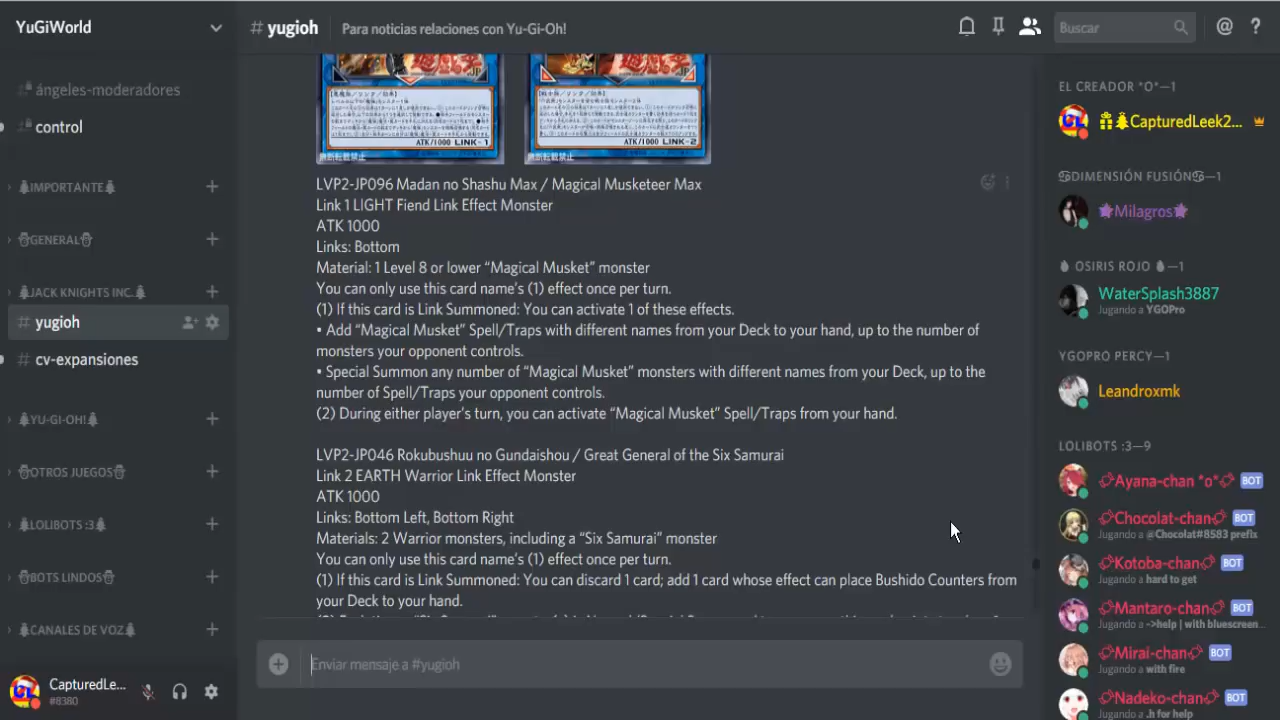 YuGiWorld
ángeles-moderadores
control
IMPORTANTE
GENERAL
JACK KNIGHTS INC.
# yugioh
# cv-expansiones
YU-GI-OH!
OTROS JUEGOS
LOLIBOTS :3
BOTS LINDOS
CANALES DE VOZ
CapturedLe...
#8380
# yugioh
Para noticias relaciones con Yu-Gi-Oh!
Buscar
ATK/1000 LINK-1
ATK/1000 LINK-2
LVP2-JP096 Madan no Shashu Max / Magical Musketeer Max
Link 1 LIGHT Fiend Link Effect Monster
ATK 1000
Links: Bottom
Material: 1 Level 8 or lower “Magical Musket” monster
You can only use this card name’s (1) effect once per turn.
(1) If this card is Link Summoned: You can activate 1 of these effects.
• Add “Magical Musket” Spell/Traps with different names from your Deck to your hand, up to the number of
monsters your opponent controls.
• Special Summon any number of “Magical Musket” monsters with different names from your Deck, up to the
number of Spell/Traps your opponent controls.
(2) During either player’s turn, you can activate “Magical Musket” Spell/Traps from your hand.
LVP2-JP046 Rokubushuu no Gundaishou / Great General of the Six Samurai
Link 2 EARTH Warrior Link Effect Monster
ATK 1000
Links: Bottom Left, Bottom Right
Materials: 2 Warrior monsters, including a “Six Samurai” monster
You can only use this card name’s (1) effect once per turn.
(1) If this card is Link Summoned: You can discard 1 card; add 1 card whose effect can place Bushido Counters from
your Deck to your hand.
Enviar mensaje a #yugioh
EL CREADOR *O*—1
CapturedLeek2...
DIMENSIÓN FUSIÓN—1
Milagros
OSIRIS ROJO —1
WaterSplash3887
Jugando a YGOPro
YGOPRO PERCY—1
Leandroxmk
LOLIBOTS :3—9
Ayana-chan *o* BOT
Chocolat-chan BOT
Jugando a @Chocolat#8583 prefix
Kotoba-chan BOT
Jugando a hard to get
Mantaro-chan BOT
Jugando a ->help | with bluescreen...
Mirai-chan BOT
Jugando a with fire
Nadeko-chan BOT
Jugando a .h for help